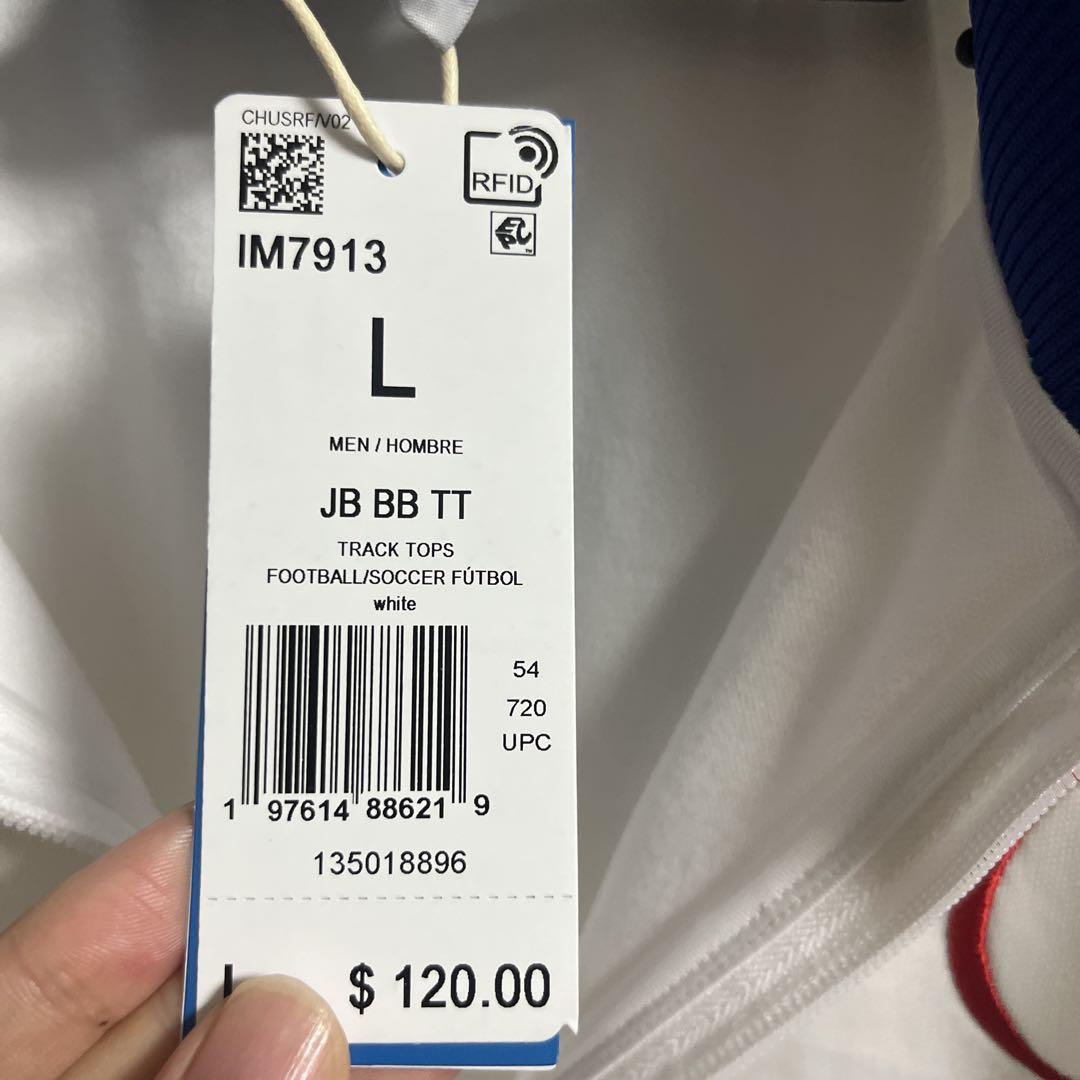 CHUSRF/V02
RFID
EPC
IM7913
L
MEN / HOMBRE
JB BB TT
TRACK TOPS
FOOTBALL/SOCCER FÚTBOL
white
54
720
UPC
1 97614 88621 9
135018896
$ 120.00